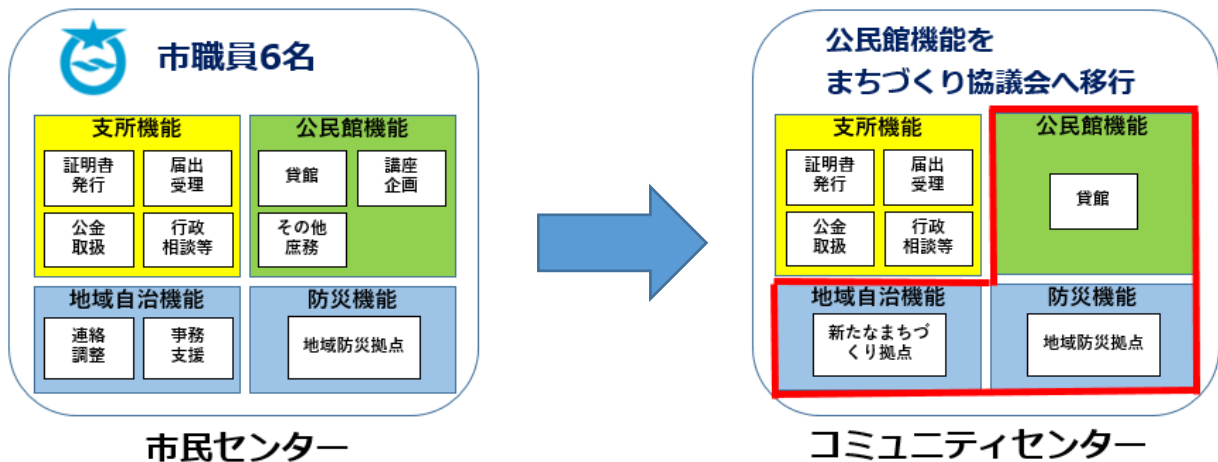 市職員6名
支所機能
証明書
発行
届出
受理
公金
取扱
行政
相談等
公民館機能
貸館
講座
企画
その他
庶務
地域自治機能
連絡
調整
事務
支援
防災機能
地域防災拠点
市民センター
公民館機能を
まちづくり協議会へ移行
支所機能
証明書
発行
届出
受理
公金
取扱
行政
相談等
公民館機能
貸館
地域自治機能
新たなまちづ
くり拠点
防災機能
地域防災拠点
コミュニティセンター